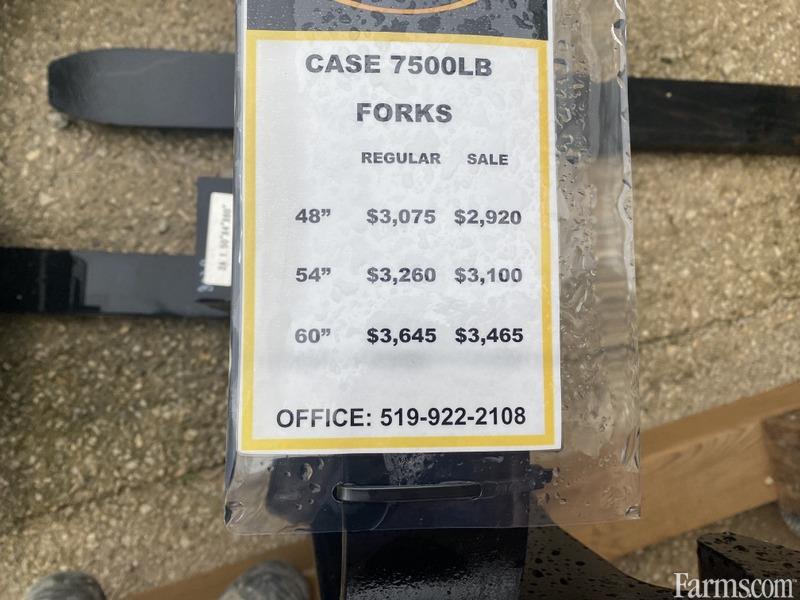 CASE 7500LB
FORKS
REGULAR SALE
48” $3,075 $2,920
54” $3,260 $3,100
60” $3,645 $3,465
OFFICE: 519-922-2108
Farms.com